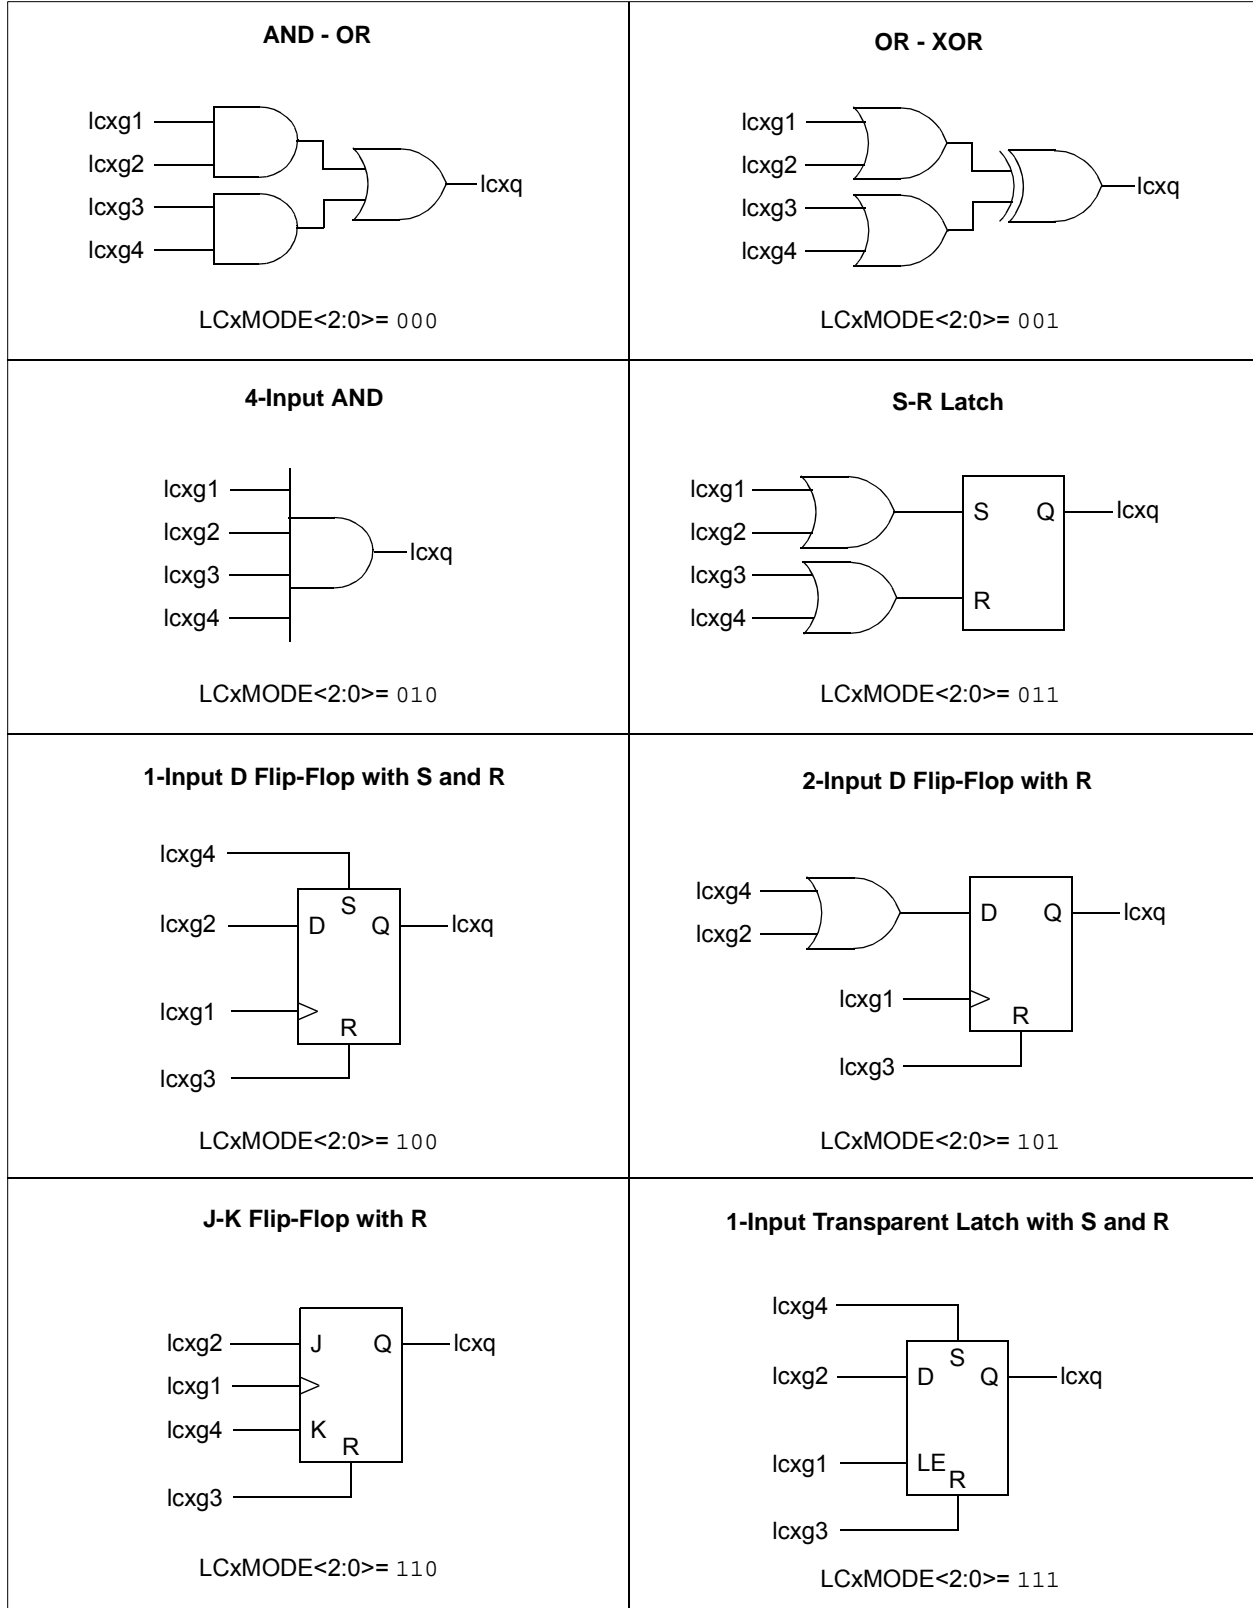 AND - OR
lcxg1
lcxg2
lcxg3
lcxg4
lcxq
LCxMODE<2:0>= 000
OR - XOR
lcxg1
lcxg2
lcxg3
lcxg4
lcxq
LCxMODE<2:0>= 001
4-Input AND
lcxg1
lcxg2
lcxg3
lcxg4
lcxq
LCxMODE<2:0>= 010
S-R Latch
lcxg1
lcxg2
lcxg3
lcxg4
S
Q
lcxq
R
LCxMODE<2:0>= 011
1-Input D Flip-Flop with S and R
lcxg4
S
lcxg2
D
Q
lcxq
lcxg1
R
lcxg3
LCxMODE<2:0>= 100
2-Input D Flip-Flop with R
lcxg4
lcxg2
D
Q
lcxq
lcxg1
R
lcxg3
LCxMODE<2:0>= 101
J-K Flip-Flop with R
lcxg2
J
Q
lcxq
lcxg1
lcxg4
K
R
lcxg3
LCxMODE<2:0>= 110
1-Input Transparent Latch with S and R
lcxg4
S
lcxg2
D
Q
lcxq
lcxg1
LE
R
lcxg3
LCxMODE<2:0>= 111